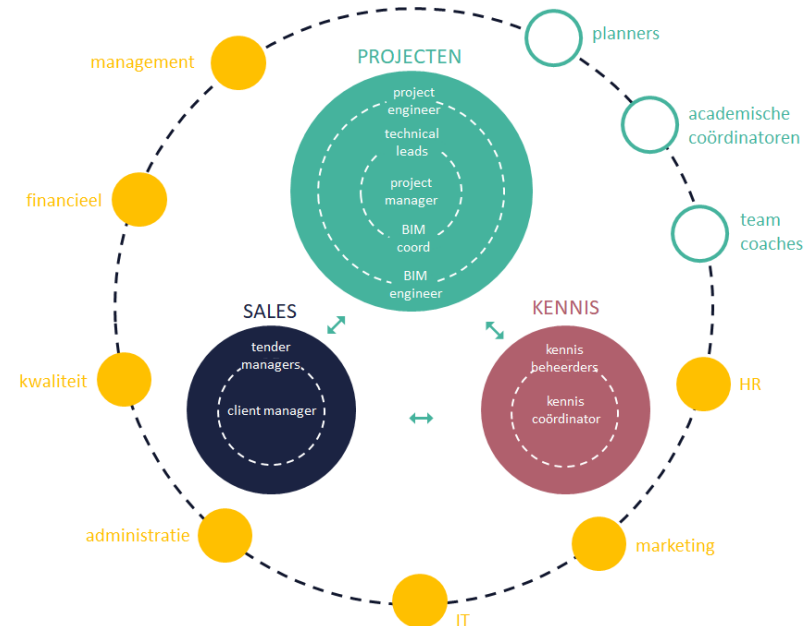 planners
PROJECTEN
management
project
engineer
academische
coördinatoren
technical
leads
project
manager
financieel
team
coaches
BIM
coord
BIM
engineer
SALES
KENNIS
tender
managers
kennis
beheerders
kwaliteit
HR
client manager
kennis
coördinator
administratie
marketing
IT